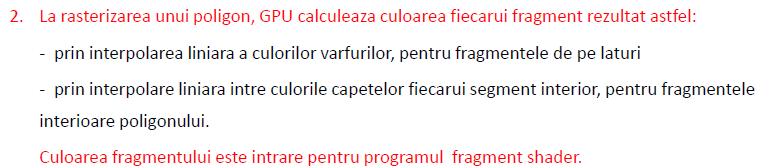 2. La rasterizarea unui poligon, GPU calculeaza culoarea fiecarui fragment rezultat astfel:
- prin interpolarea liniara a culorilor varfurilor, pentru fragmentele de pe laturi
- prin interpolare liniara intre culorile capetelor fiecarui segment interior, pentru fragmentele
interioare poligonului.
Culoarea fragmentului este intrare pentru programul fragment shader.